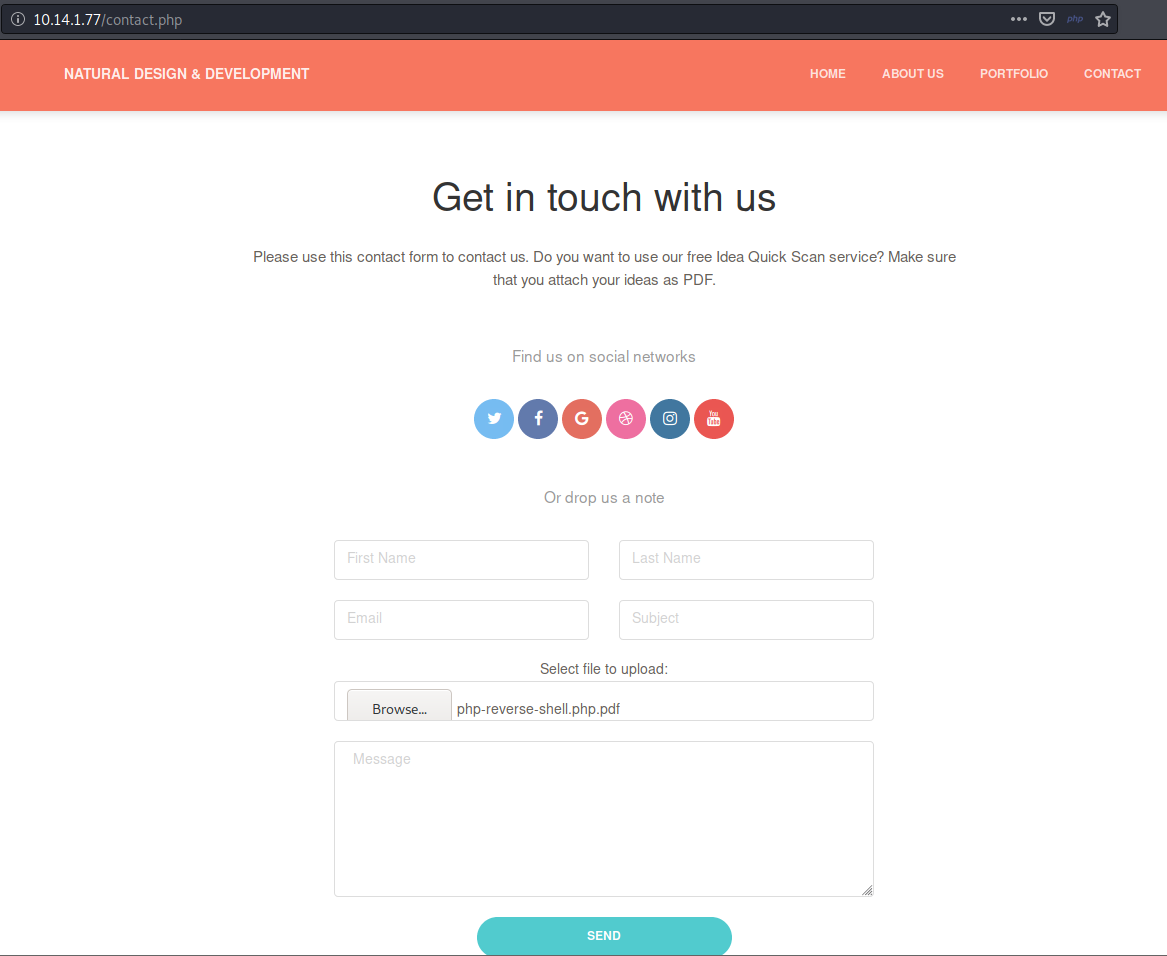 10.14.1.77/contact.php
php
NATURAL DESIGN & DEVELOPMENT
HOME
ABOUT US
PORTFOLIO
CONTACT
Get in touch with us
Please use this contact form to contact us. Do you want to use our free Idea Quick Scan service? Make sure
that you attach your ideas as PDF.
Find us on social networks
You
Tube
Or drop us a note
First Name
Last Name
Email
Subject
Select file to upload:
Browse...
php-reverse-shell.php.pdf
Message
SEND